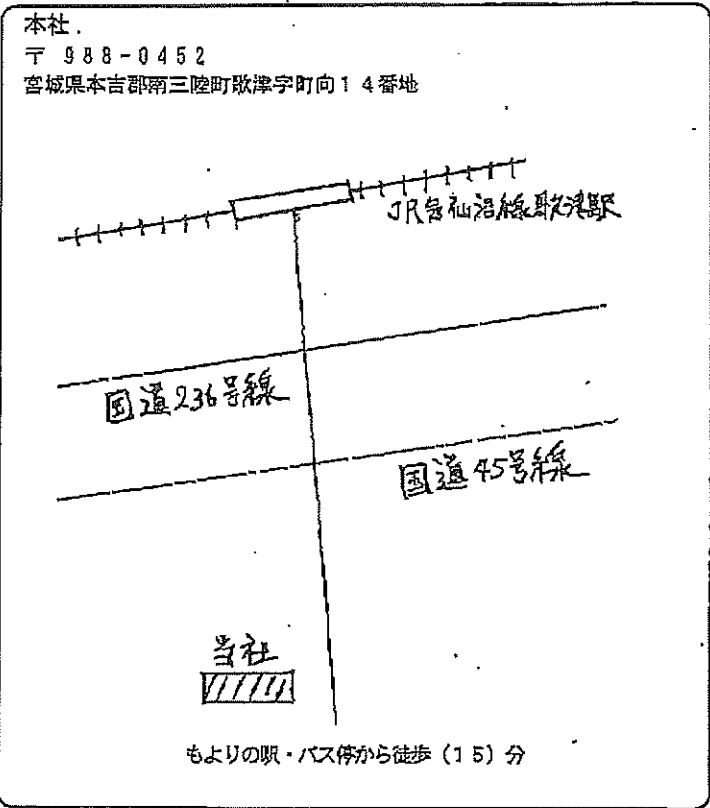 本社.
〒 988-0452
宮城県本吉郡南三陸町歌津字町向14番地
JR気仙沼線歌津駅
国道236号線
国道45号線
当社
もよりの駅・バス停から徒歩(15)分